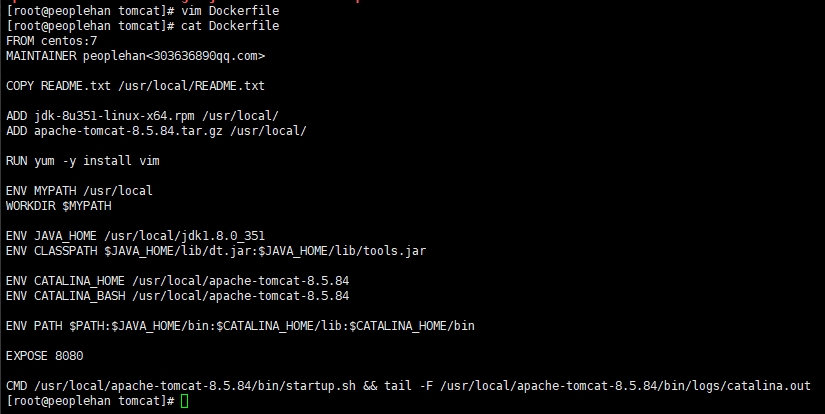 [root@peoplehan tomcat]# vim Dockerfile
[root@peoplehan tomcat]# cat Dockerfile
FROM centos:7
MAINTAINER peoplehan<303636890qq.com>
COPY README.txt /usr/local/README.txt
ADD jdk-8u351-linux-x64.rpm /usr/local/
ADD apache-tomcat-8.5.84.tar.gz /usr/local/
RUN yum -y install vim
ENV MYPATH /usr/local
WORKDIR $MYPATH
ENV JAVA_HOME /usr/local/jdk1.8.0_351
ENV CLASSPATH $JAVA_HOME/lib/dt.jar:$JAVA_HOME/lib/tools.jar
ENV CATALINA_HOME /usr/local/apache-tomcat-8.5.84
ENV CATALINA_BASH /usr/local/apache-tomcat-8.5.84
ENV PATH $PATH:$JAVA_HOME/bin:$CATALINA_HOME/lib:$CATALINA_HOME/bin
EXPOSE 8080
CMD /usr/local/apache-tomcat-8.5.84/bin/startup.sh && tail -F /usr/local/apache-tomcat-8.5.84/bin/logs/catalina.out
[root@peoplehan tomcat]#